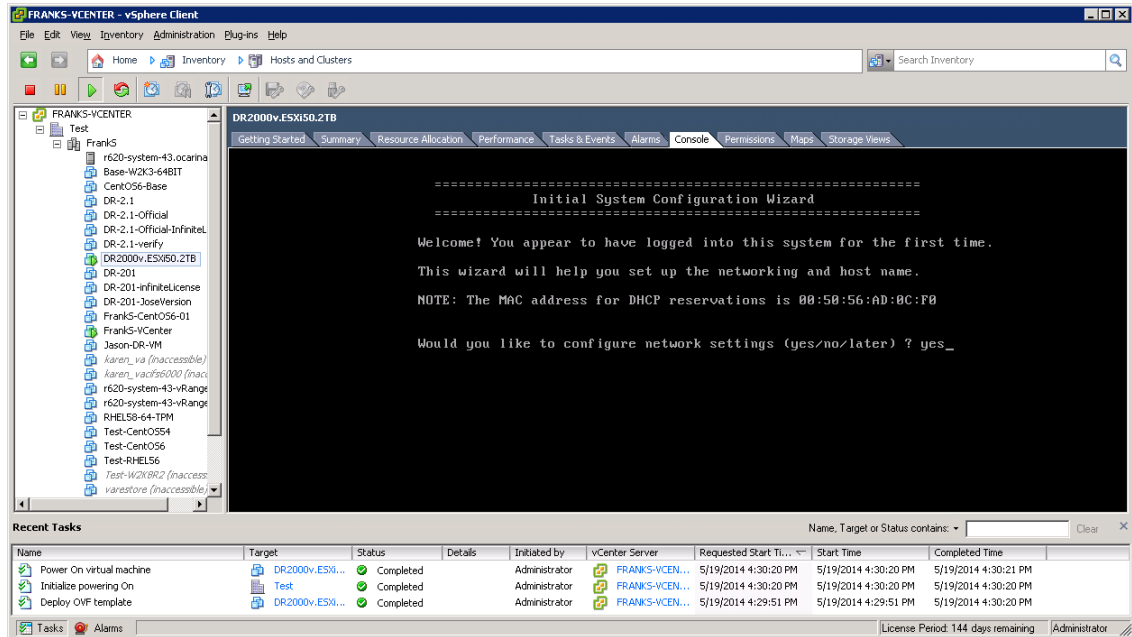 FRANKS-VCENTER - vSphere Client
File Edit View Inventory Administration Plug-ins Help
Home Inventory Hosts and Clusters
Search Inventory
FRANKS-VCENTER
Test
FrankS
r620-system-43.ocarina
Base-W2K3-64BIT
CentOS6-Base
DR-2.1
DR-2.1-Official
DR-2.1-Official-InfiniteL
DR-2.1-verify
DR2000v.ESXi50.2TB
DR-201
DR-201-infiniteLicense
DR-201-JoseVersion
FrankS-CentOS6-01
FrankS-VCenter
Jason-DR-VM
karen_va (inaccessible)
karen_vacifs6000 (inacc
r620-system-43-vRange
r620-system-43-vRange
RHEL58-64-TPM
Test-CentOS54
Test-CentOS6
Test-RHEL56
Test-W2K8R2 (inaccess
varestore (inaccessible)
DR2000v.ESXi50.2TB
Getting Started Summary Resource Allocation Performance Tasks & Events Alarms Console Permissions Maps Storage Views
============================================================
Initial System Configuration Wizard
============================================================
Welcome! You appear to have logged into this system for the first time.
This wizard will help you set up the networking and host name.
NOTE: The MAC address for DHCP reservations is 00:50:56:AD:0C:F0
Would you like to configure network settings (yes/no/later) ? yes_
Recent Tasks
Name, Target or Status contains: Clear
Name Target Status Details Initiated by vCenter Server Requested Start Ti... Start Time Completed Time
Power On virtual machine DR2000v.ESXi... Completed Administrator FRANKS-VCEN... 5/19/2014 4:30:20 PM 5/19/2014 4:30:20 PM 5/19/2014 4:30:21 PM
Initialize powering On Test Completed Administrator FRANKS-VCEN... 5/19/2014 4:30:20 PM 5/19/2014 4:30:20 PM 5/19/2014 4:30:20 PM
Deploy OVF template DR2000v.ESXi... Completed Administrator FRANKS-VCEN... 5/19/2014 4:29:51 PM 5/19/2014 4:29:51 PM 5/19/2014 4:30:20 PM
Tasks Alarms License Period: 144 days remaining Administrator